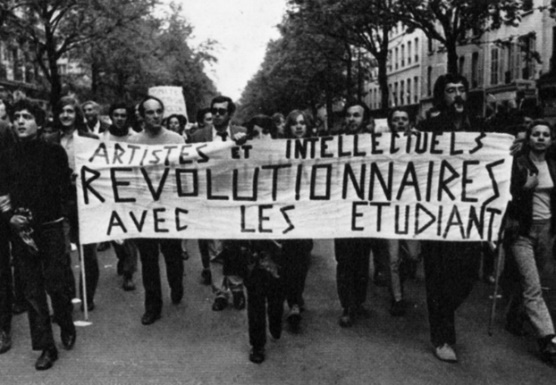 ARTISTES ET INTELLECTUELS
REVOLUTIONNAIRES
AVEC LES ETUDIANT